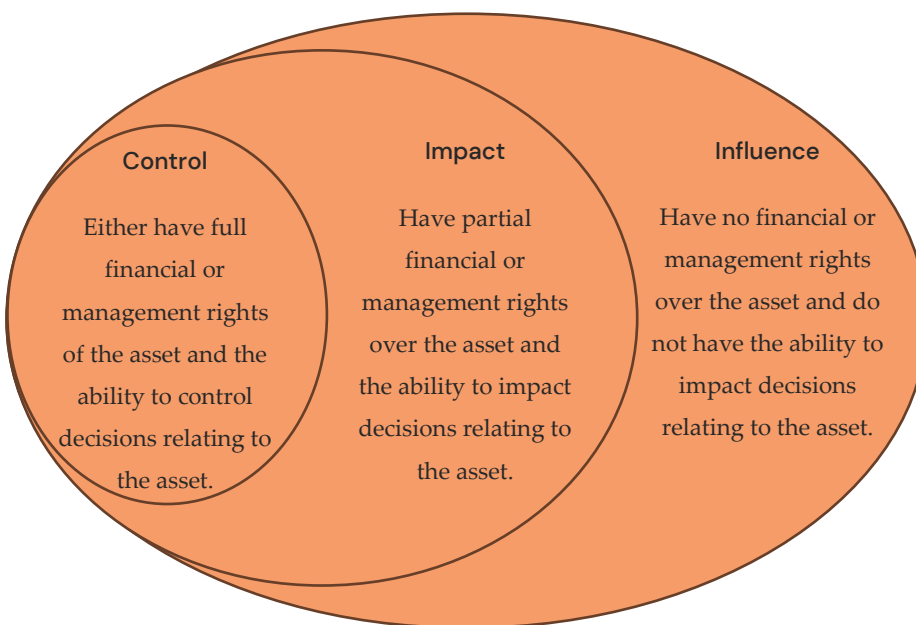 Control
Either have full
financial or
management rights
of the asset and the
ability to control
decisions relating to
the asset.
Impact
Have partial
financial or
management rights
over the asset and
the ability to impact
decisions relating to
the asset.
Influence
Have no financial or
management rights
over the asset and do
not have the ability to
impact decisions
relating to the asset.